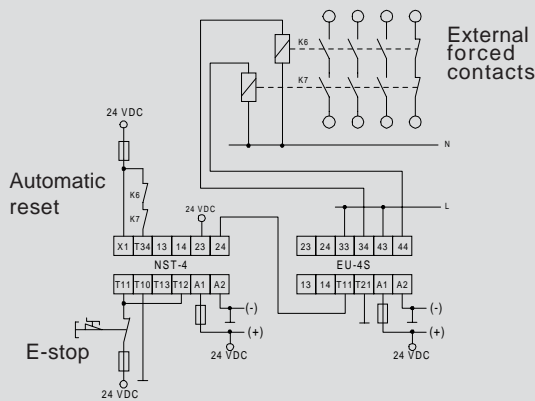 External
forced
contacts
K6
K7
24 VDC
N
Automatic
reset
K6
K7
24 VDC
L
X1 T34 13 14 23 24
23 24 33 34 43 44
NST-4
EU-4S
T11 T10 T13 T12 A1 A2
13 14 T11 T21 A1 A2
(-)
(-)
(+)
(+)
E-stop
24 VDC
24 VDC
24 VDC